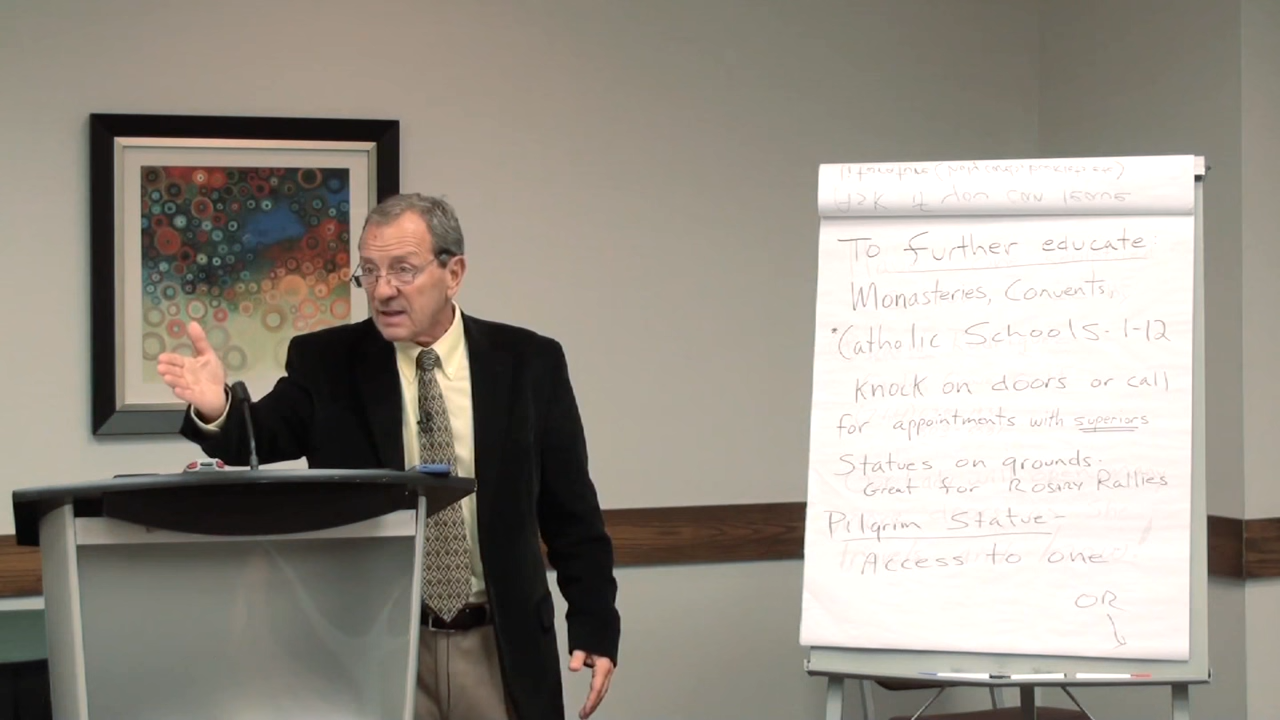 To further educate:
Monasteries, Convents,
*Catholic Schools - 1-12
Knock on doors or call
for appointments with superiors
Statues on grounds.
Great for Rosary Rallies
Pilgrim Statue -
Access to one
OR